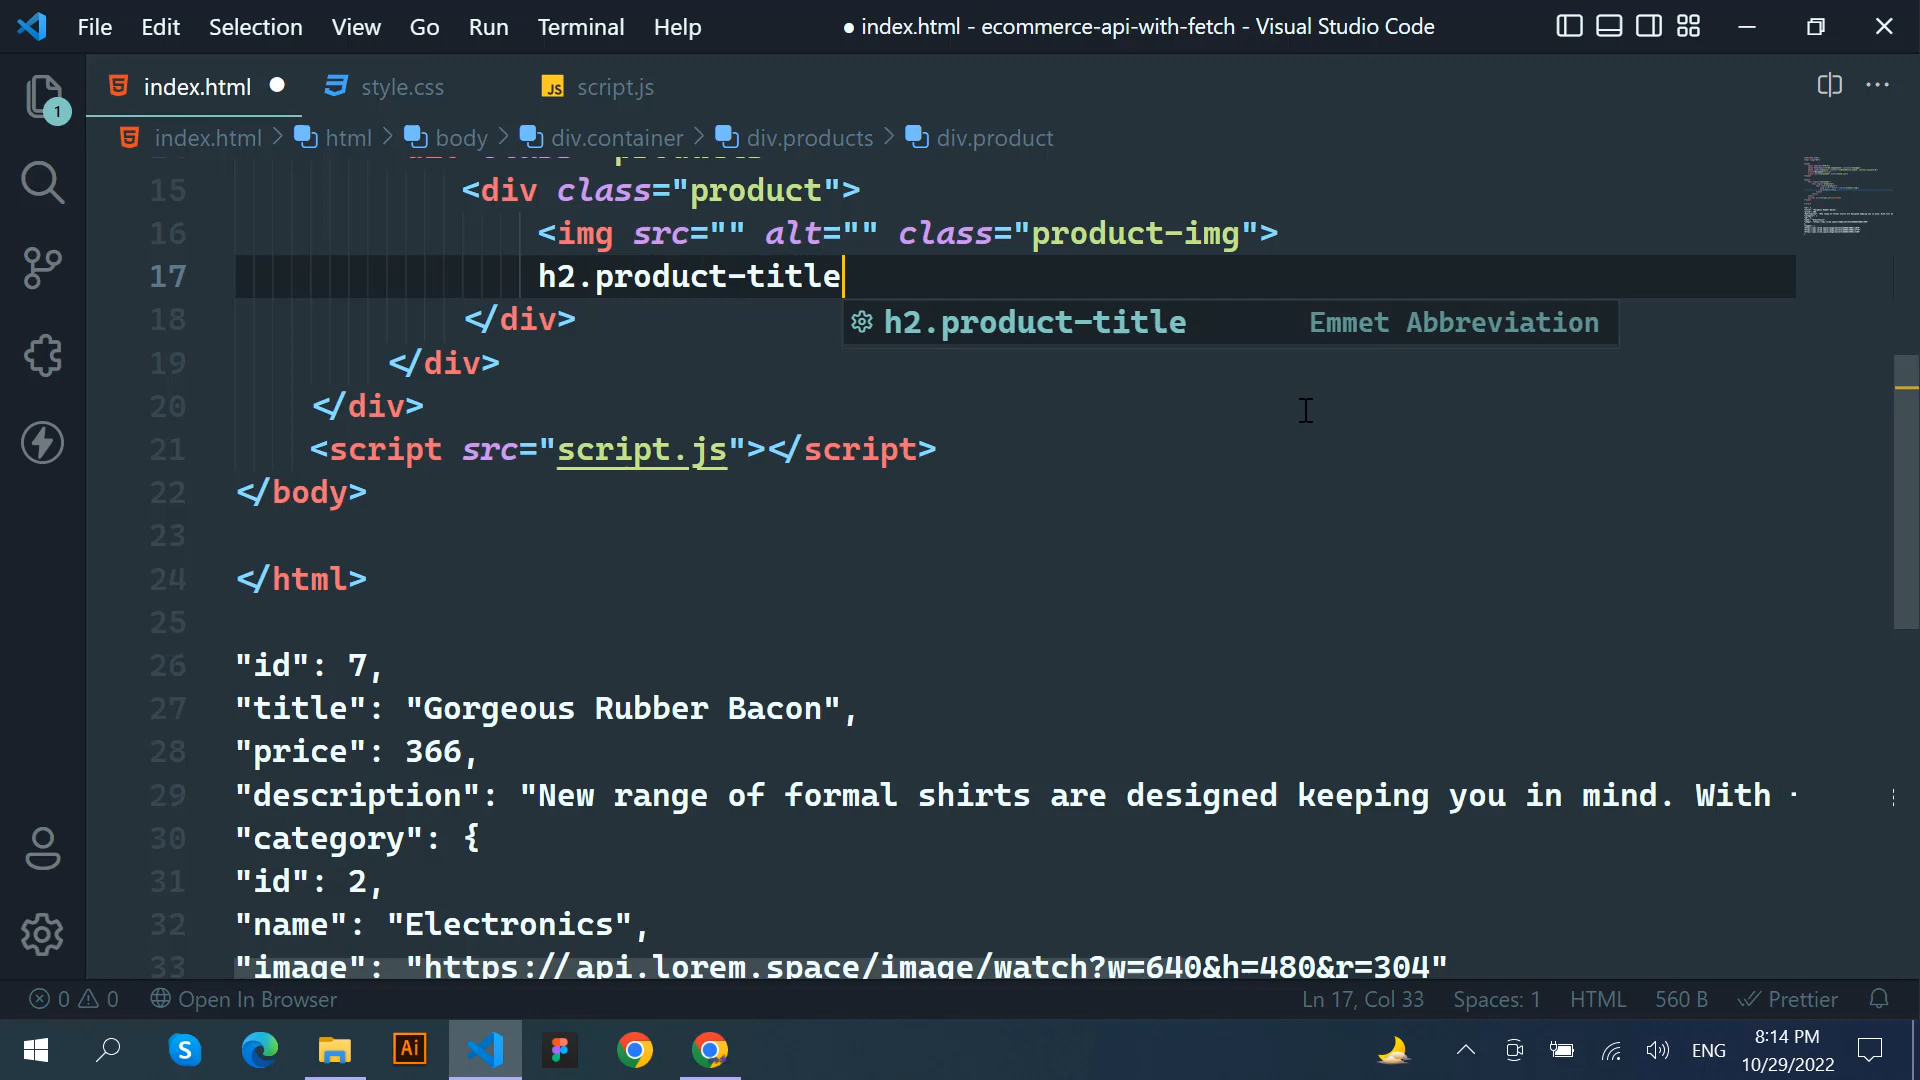 File Edit Selection View Go Run Terminal Help
● index.html - ecommerce-api-with-fetch - Visual Studio Code
index.html ● style.css JS script.js
index.html > html > body > div.container > div.products > div.product
15 <div class="product">
16 <img src="" alt="" class="product-img">
17 h2.product-title
h2.product-title Emmet Abbreviation
18 </div>
19 </div>
20 </div>
21 <script src="script.js"></script>
22 </body>
23
24 </html>
25
26 "id": 7,
27 "title": "Gorgeous Rubber Bacon",
28 "price": 366,
29 "description": "New range of formal shirts are designed keeping you in mind. With
30 "category": {
31 "id": 2,
32 "name": "Electronics",
33 "image": "https://api.lorem.space/image/watch?w=640&h=480&r=304"
1
0 0 Open In Browser Ln 17, Col 33 Spaces: 1 HTML 560 B Prettier
S Ai ENG 8:14 PM
10/29/2022